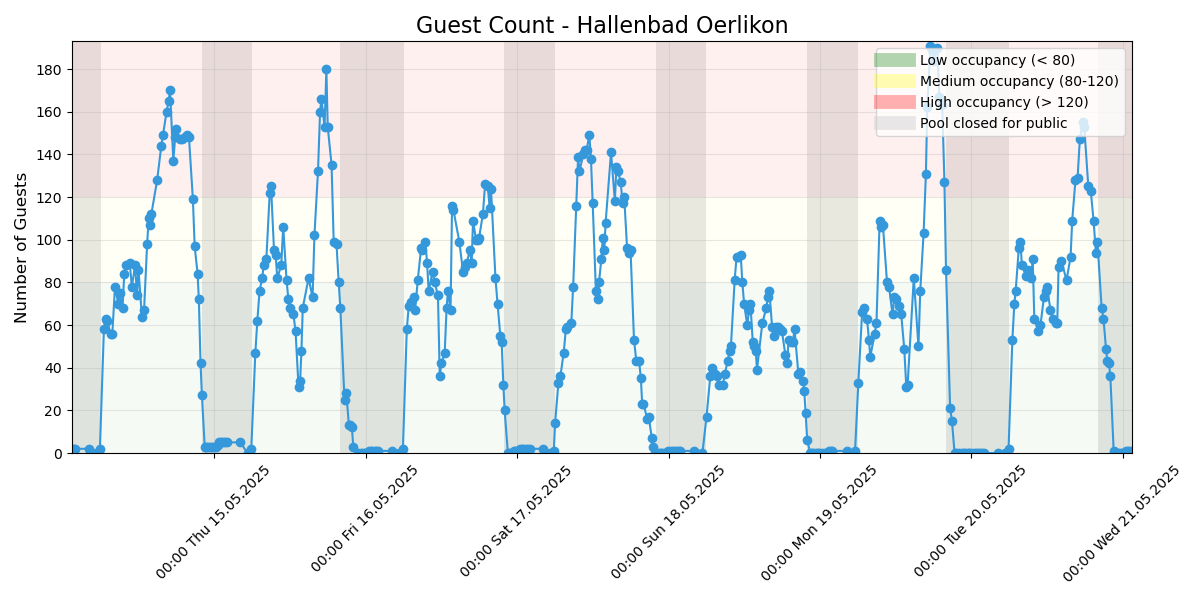 Guest Count - Hallenbad Oerlikon
Number of Guests
180
160
140
120
100
80
60
40
20
0
Low occupancy (< 80)
Medium occupancy (80-120)
High occupancy (> 120)
Pool closed for public
00:00 Thu 15.05.2025
00:00 Fri 16.05.2025
00:00 Sat 17.05.2025
00:00 Sun 18.05.2025
00:00 Mon 19.05.2025
00:00 Tue 20.05.2025
00:00 Wed 21.05.2025